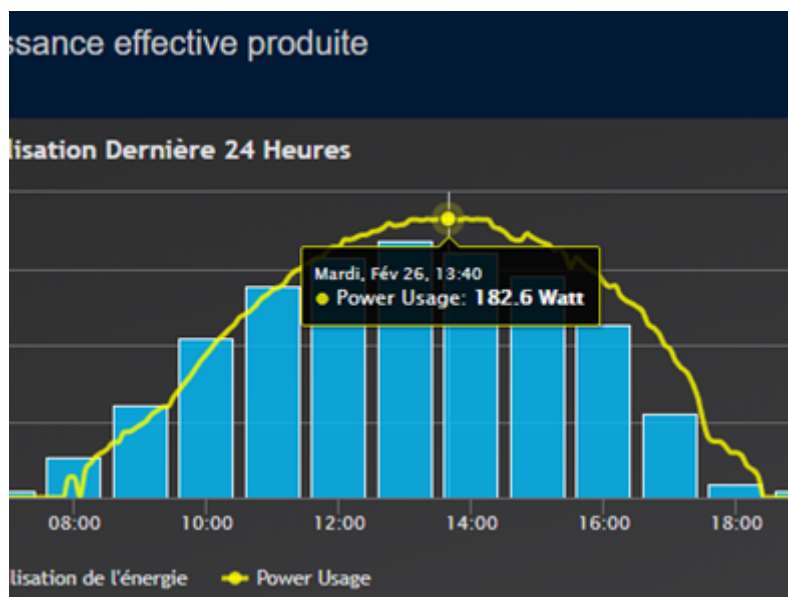 ssance effective produite
lisation Dernière 24 Heures
Mardi, Fév 26, 13:40
Power Usage: 182.6 Watt
08:00 10:00 12:00 14:00 16:00 18:00
lisation de l'énergie Power Usage